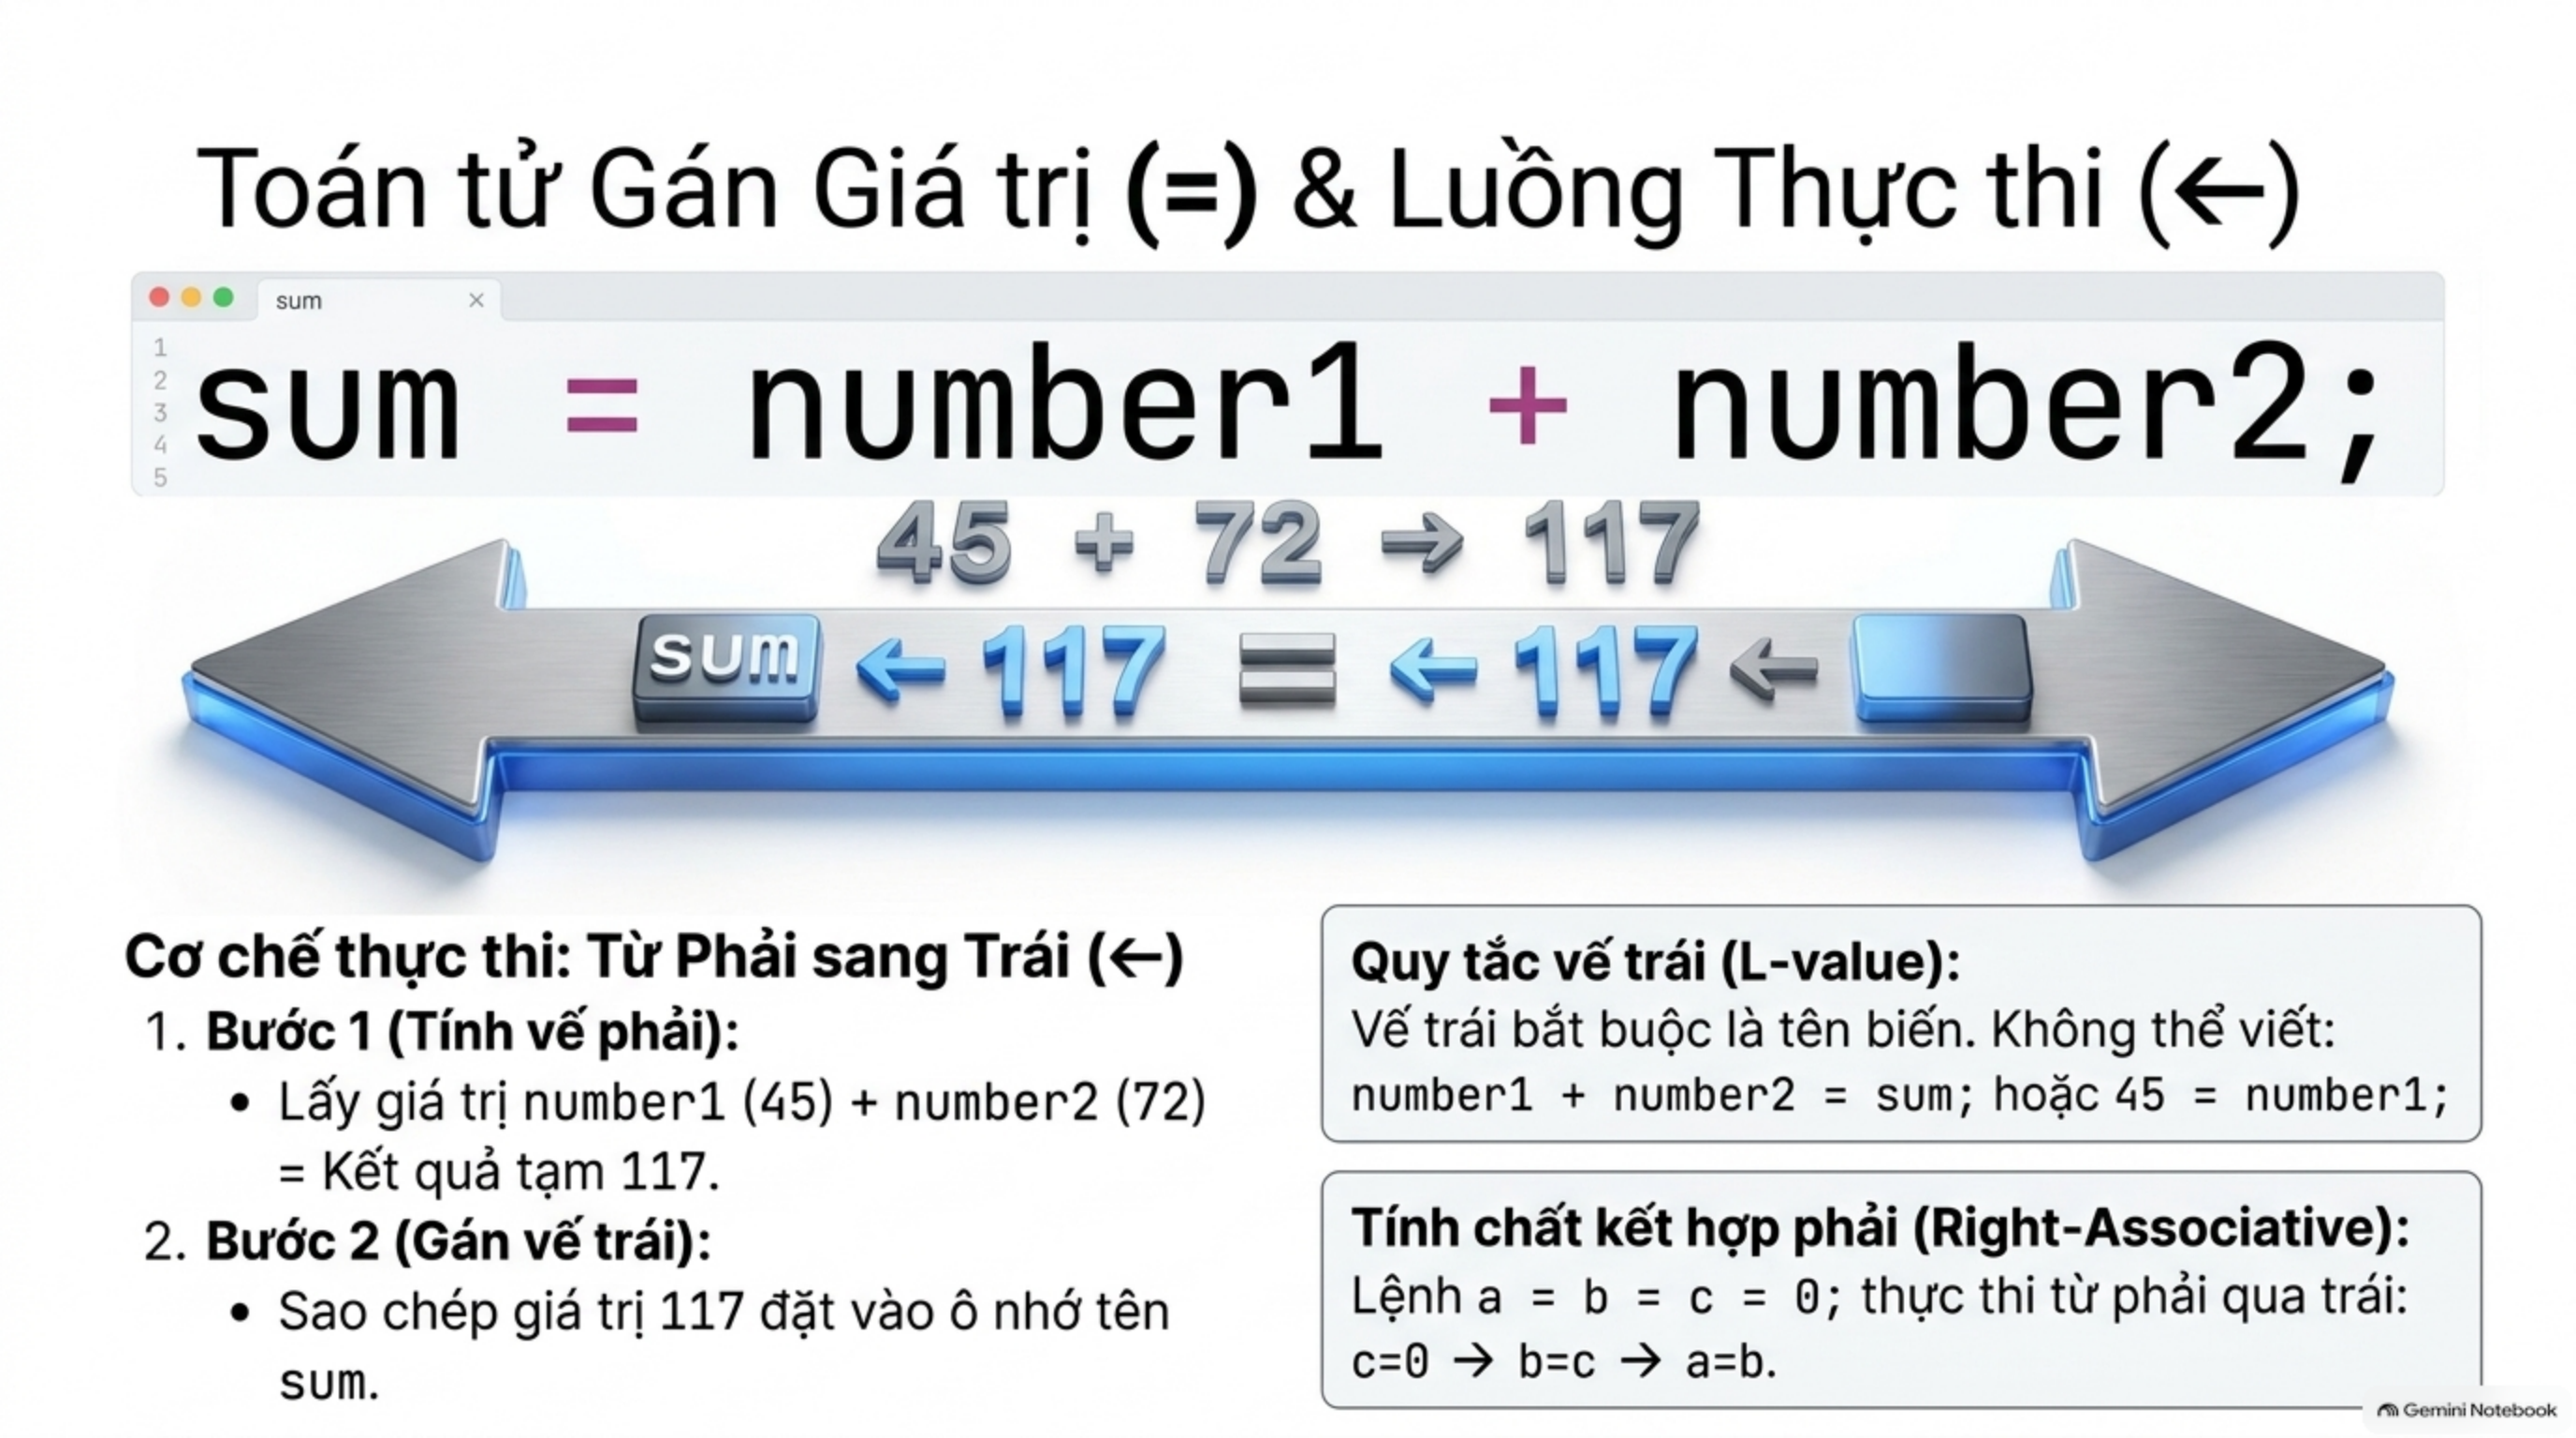 Toán tử Gán Giá trị (=) & Luồng Thực thi (←)
sum ×
1
2
3
4
5
sum = number1 + number2;
45 + 72 → 117
sum ← 117 = ← 117 ←
Cơ chế thực thi: Từ Phải sang Trái (←)
1. Bước 1 (Tính vế phải):
• Lấy giá trị number1 (45) + number2 (72)
= Kết quả tạm 117.
2. Bước 2 (Gán vế trái):
• Sao chép giá trị 117 đặt vào ô nhớ tên
sum.
Quy tắc vế trái (L-value):
Vế trái bắt buộc là tên biến. Không thể viết:
number1 + number2 = sum; hoặc 45 = number1;
Tính chất kết hợp phải (Right-Associative):
Lệnh a = b = c = 0; thực thi từ phải qua trái:
c=0 → b=c → a=b.
Gemini Notebook